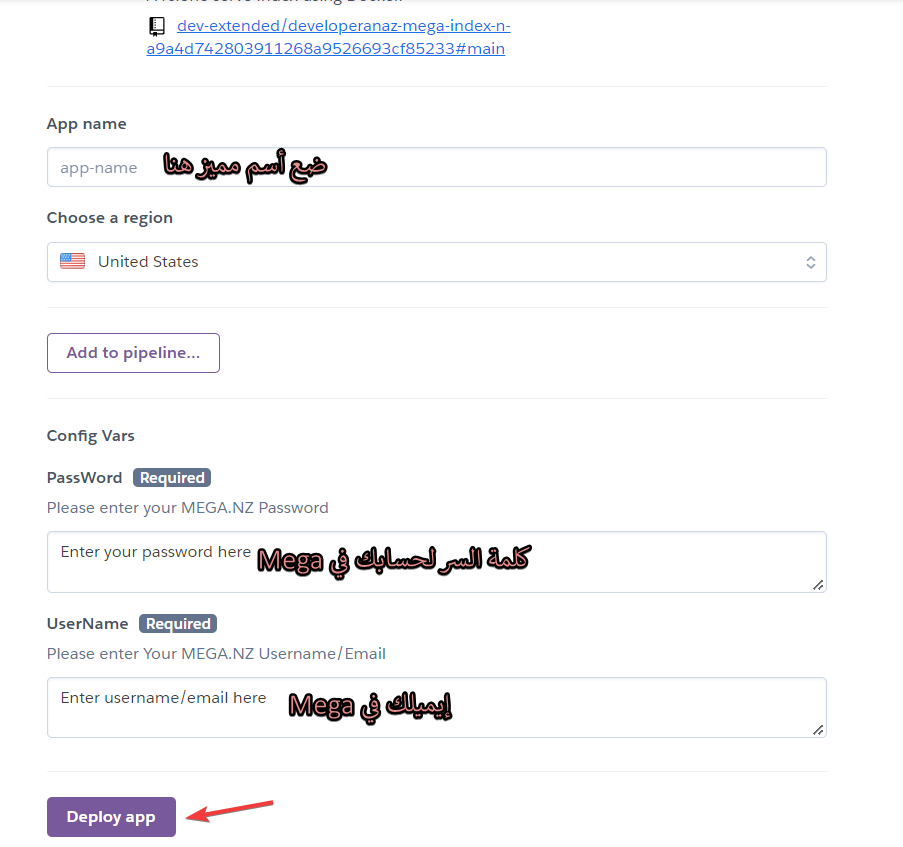 dev-extended/developeranaz-mega-index-n-
a9a4d742803911268a9526693cf85233#main
App name
app-name ضع أسم مميز هنا
Choose a region
United States
Add to pipeline...
Config Vars
PassWord Required
Please enter your MEGA.NZ Password
Enter your password here كلمة السر لحسابك في Mega
UserName Required
Please enter Your MEGA.NZ Username/Email
Enter username/email here إيميلك في Mega
Deploy app